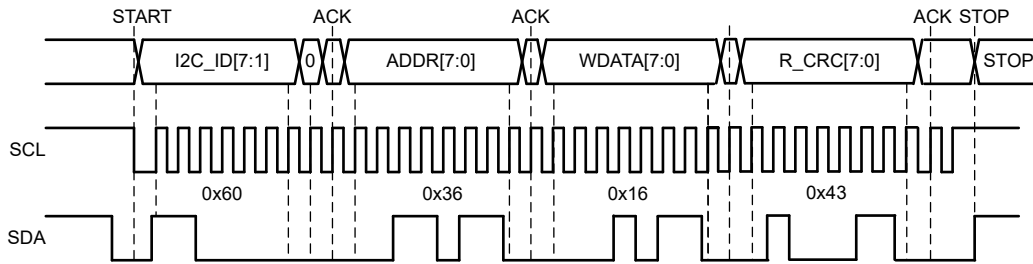 START ACK ACK ACK STOP
I2C_ID[7:1] 0 ADDR[7:0] WDATA[7:0] R_CRC[7:0] STOP
SCL
0x60 0x36 0x16 0x43
SDA